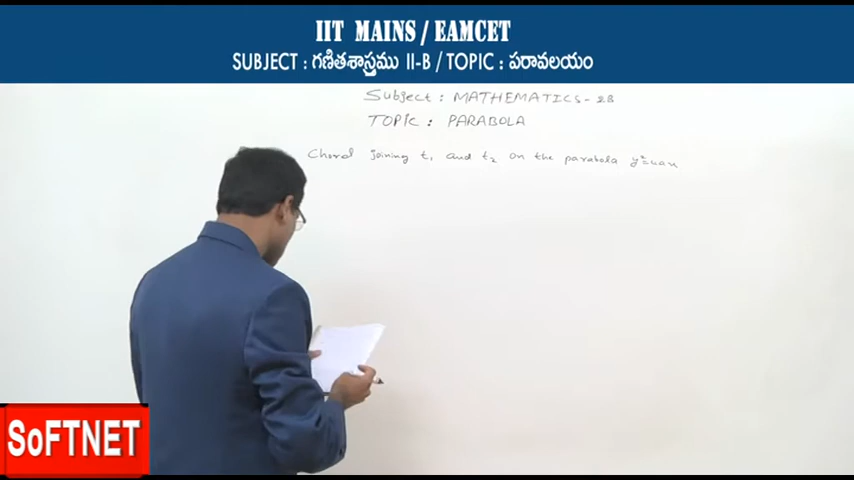 IIT MAINS / EAMCET
SUBJECT : గణితశాస్త్రము II-B / TOPIC : పరావలయం
Subject : MATHEMATICS - 2B
TOPIC : PARABOLA
Chord joining t₁ and t₂ on the parabola y²=4ax
SoFTNET